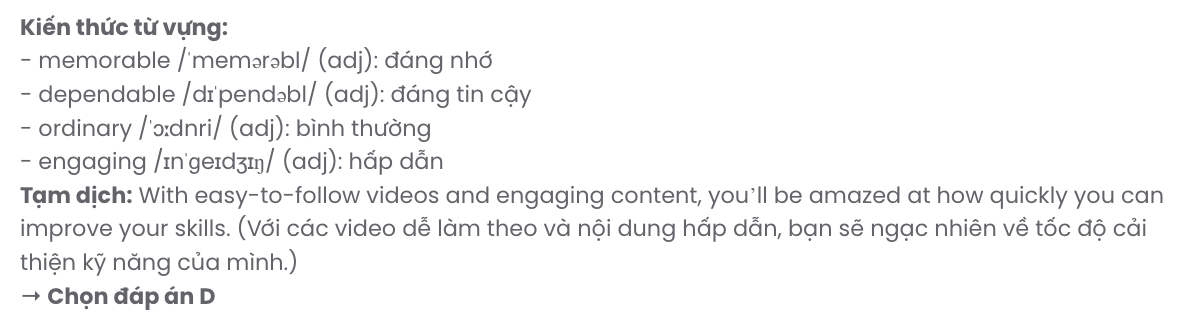 Kiến thức từ vựng:
- memorable /ˈmemərəbl/ (adj): đáng nhớ
- dependable /dɪˈpendəbl/ (adj): đáng tin cậy
- ordinary /ˈɔːdnri/ (adj): bình thường
- engaging /ɪnˈɡeɪdʒɪŋ/ (adj): hấp dẫn
Tạm dịch: With easy-to-follow videos and engaging content, you’ll be amazed at how quickly you can
improve your skills. (Với các video dễ làm theo và nội dung hấp dẫn, bạn sẽ ngạc nhiên về tốc độ cải
thiện kỹ năng của mình.)
→ Chọn đáp án D